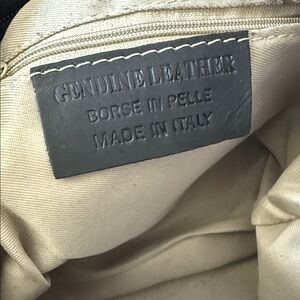 GENUINE LEATHER
BORSE IN PELLE
MADE IN ITALY